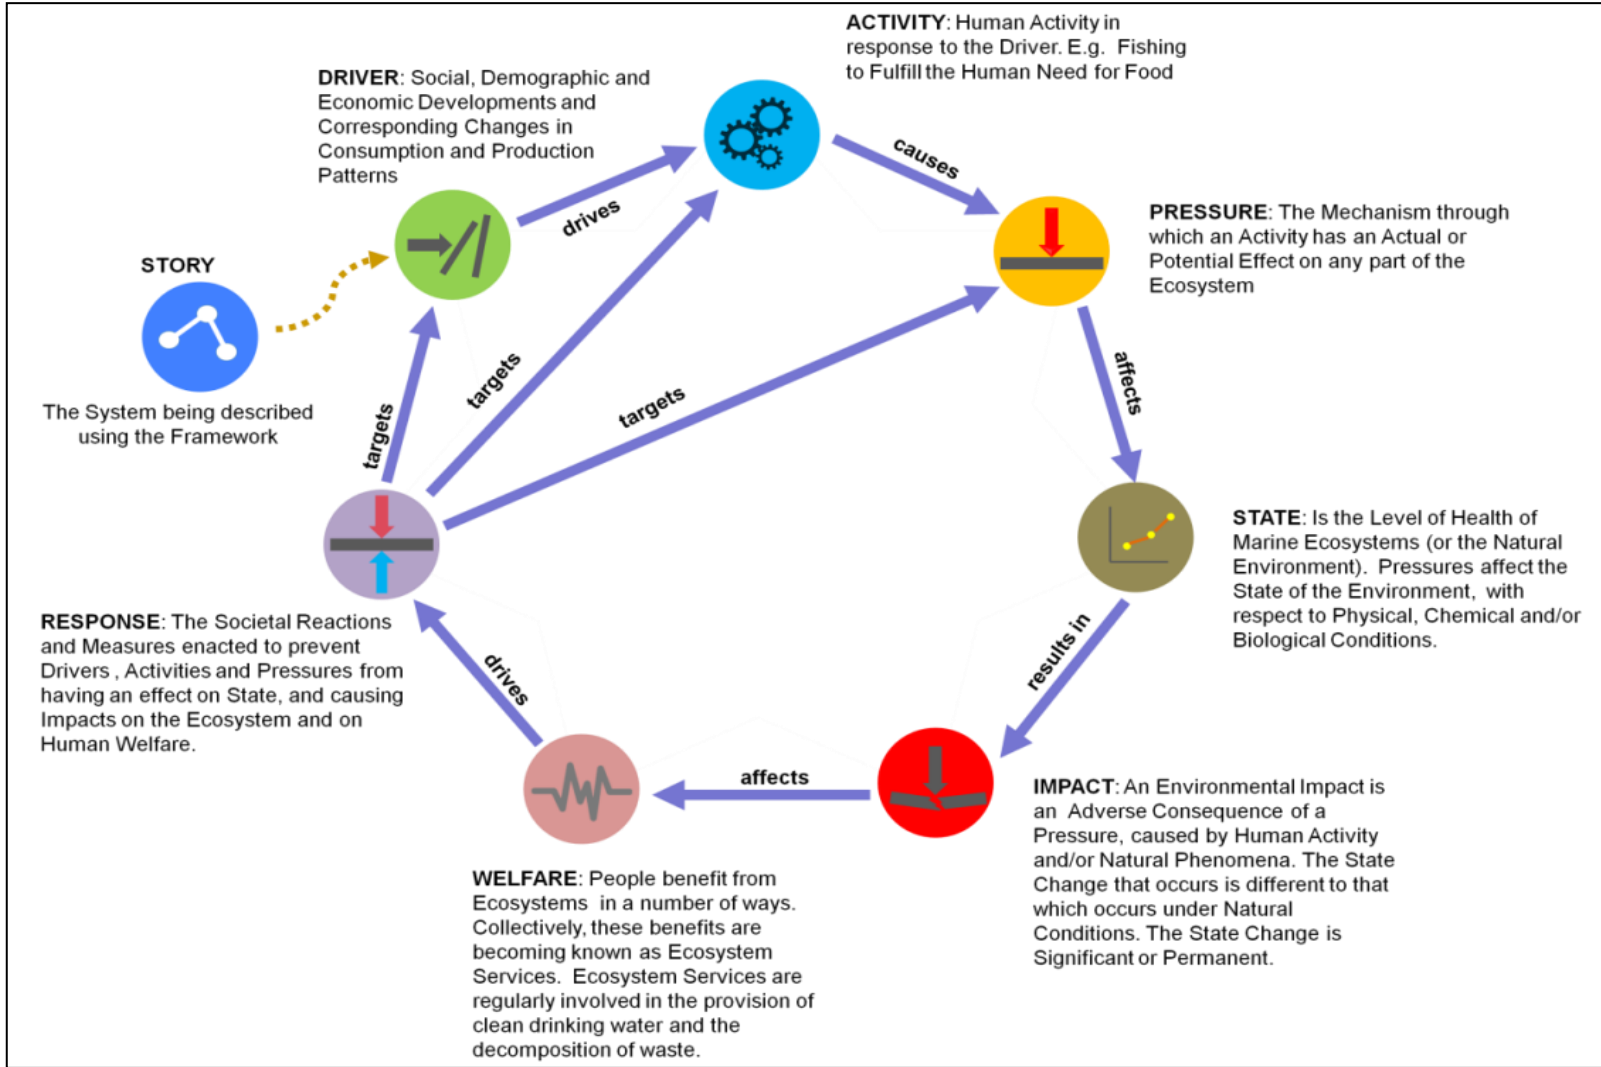 ACTIVITY: Human Activity in
response to the Driver. E.g. Fishing
to Fulfill the Human Need for Food
DRIVER: Social, Demographic and
Economic Developments and
Corresponding Changes in
Consumption and Production
Patterns
causes
drives
PRESSURE: The Mechanism through
which an Activity has an Actual or
Potential Effect on any part of the
Ecosystem
STORY
The System being described
using the Framework
targets
targets
targets
affects
STATE: Is the Level of Health of
Marine Ecosystems (or the Natural
Environment). Pressures affect the
State of the Environment, with
respect to Physical, Chemical and/or
Biological Conditions.
RESPONSE: The Societal Reactions
and Measures enacted to prevent
Drivers , Activities and Pressures from
having an effect on State, and causing
Impacts on the Ecosystem and on
Human Welfare.
results in
drives
affects
IMPACT: An Environmental Impact is
an Adverse Consequence of a
Pressure, caused by Human Activity
and/or Natural Phenomena. The State
Change that occurs is different to that
which occurs under Natural
Conditions. The State Change is
Significant or Permanent.
WELFARE: People benefit from
Ecosystems in a number of ways.
Collectively, these benefits are
becoming known as Ecosystem
Services. Ecosystem Services are
regularly involved in the provision of
clean drinking water and the
decomposition of waste.